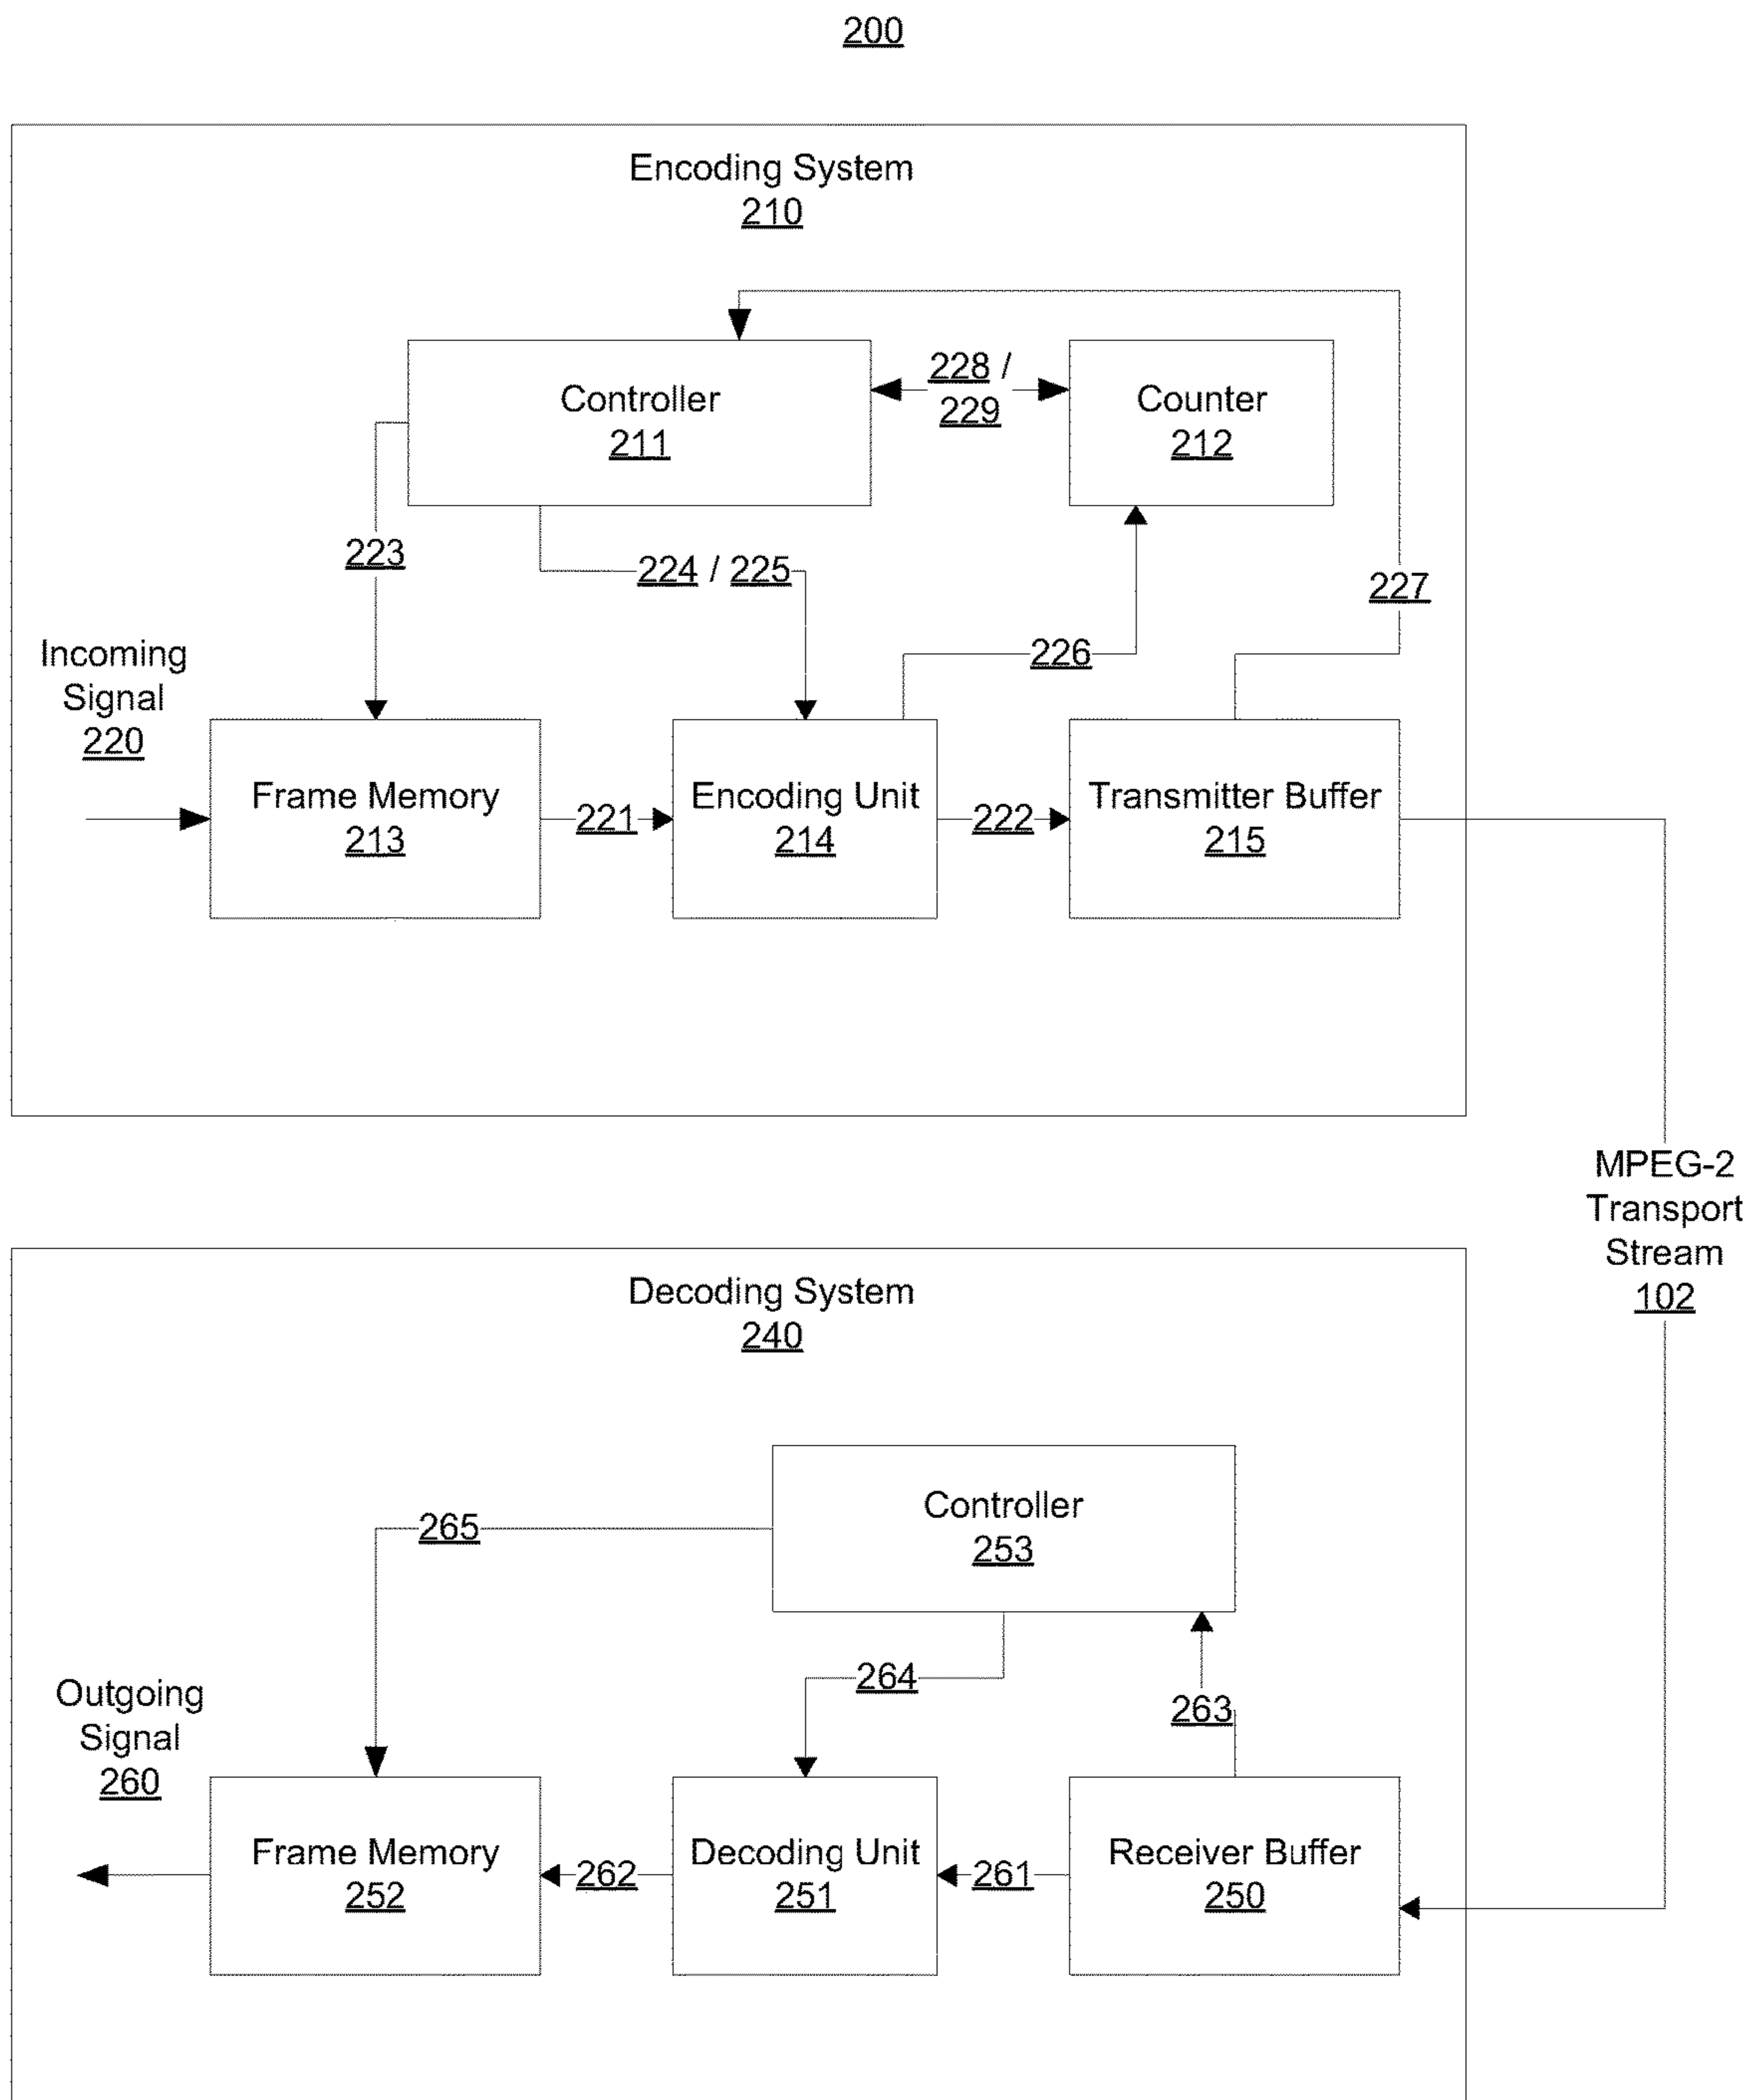 200
Encoding System
210
Controller
211
228 /
229
Counter
212
223
224 / 225
227
226
Incoming
Signal
220
Frame Memory
213
221
Encoding Unit
214
222
Transmitter Buffer
215
MPEG-2
Transport
Stream
102
Decoding System
240
Controller
253
265
264
263
Outgoing
Signal
260
Frame Memory
252
262
Decoding Unit
251
261
Receiver Buffer
250